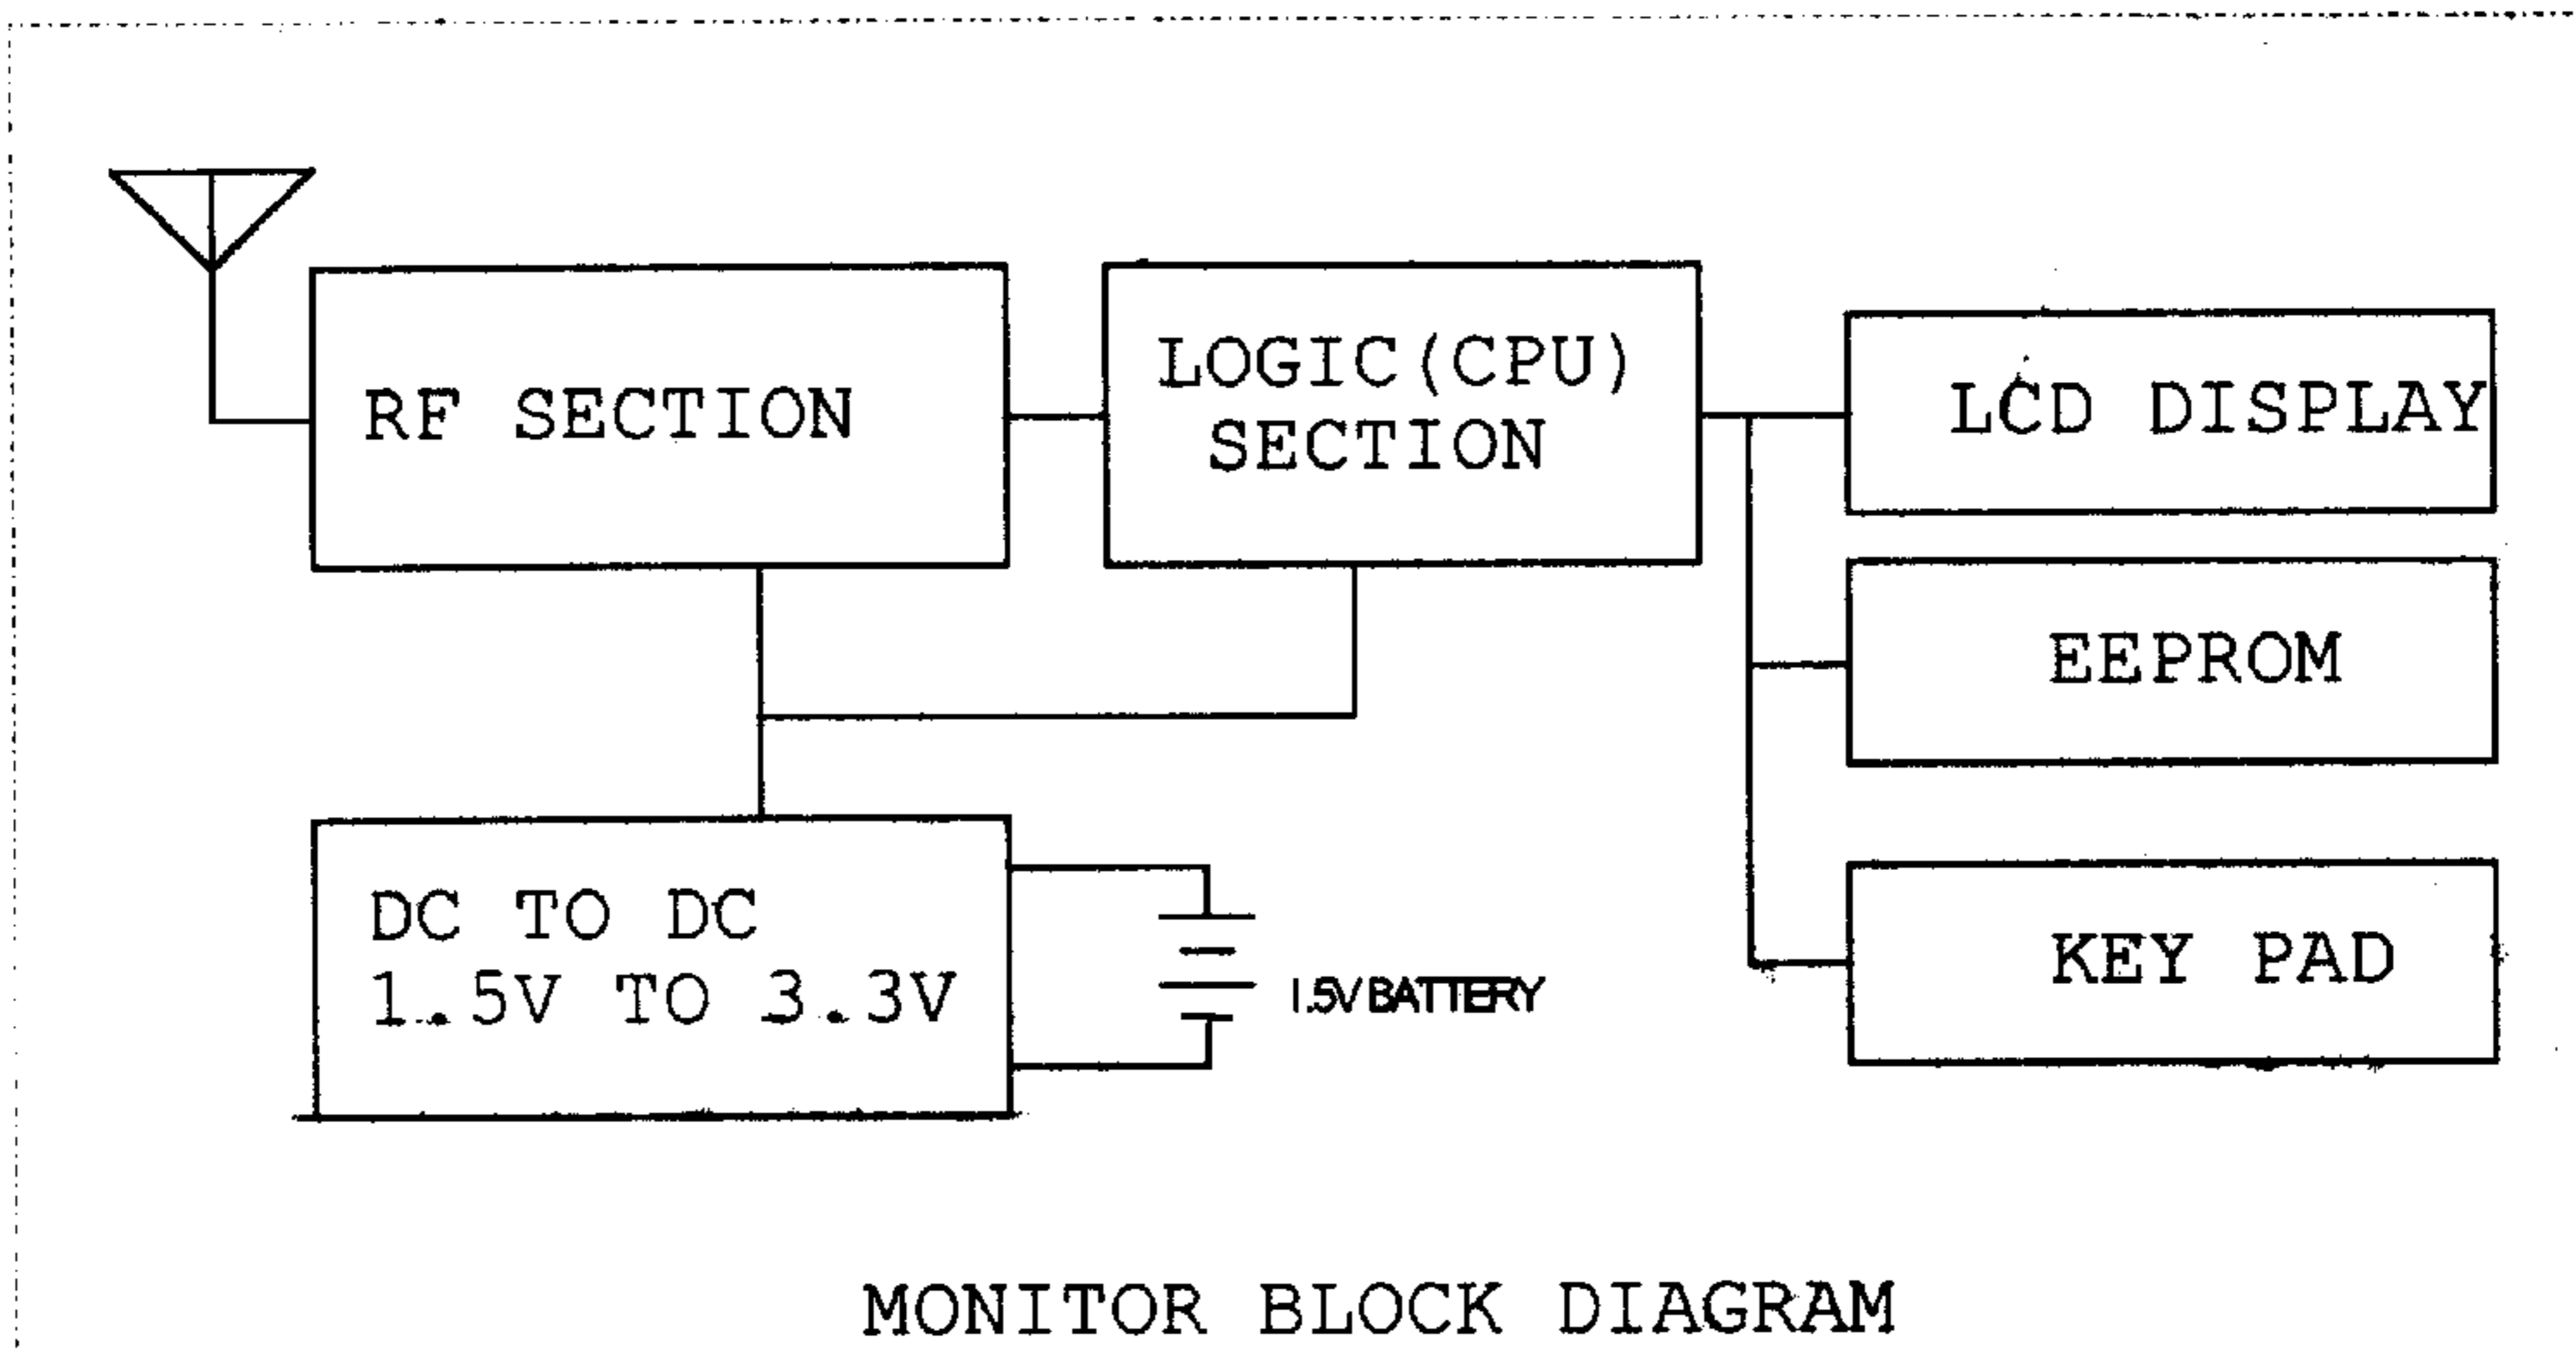 RF SECTION
LOGIC(CPU)
SECTION
LCD DISPLAY
EEPROM
KEY PAD
DC TO DC
1.5V TO 3.3V
1.5V BATTERY
MONITOR BLOCK DIAGRAM